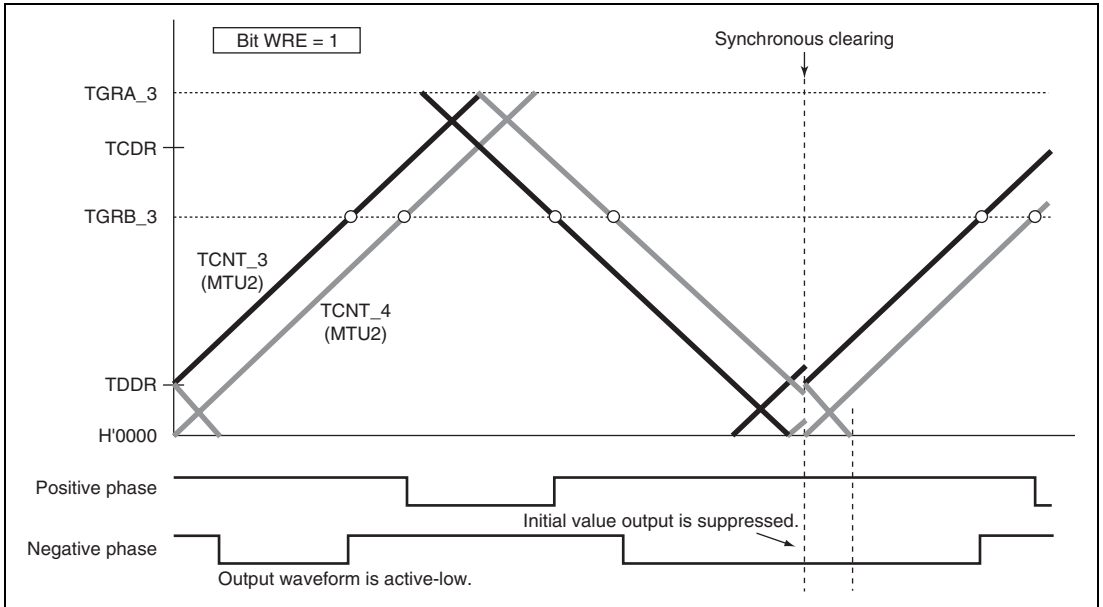 Bit WRE = 1
Synchronous clearing
TGRA_3
TCDR
TGRB_3
TCNT_3
(MTU2)
TCNT_4
(MTU2)
TDDR
H'0000
Positive phase
Initial value output is suppressed.
Negative phase
Output waveform is active-low.